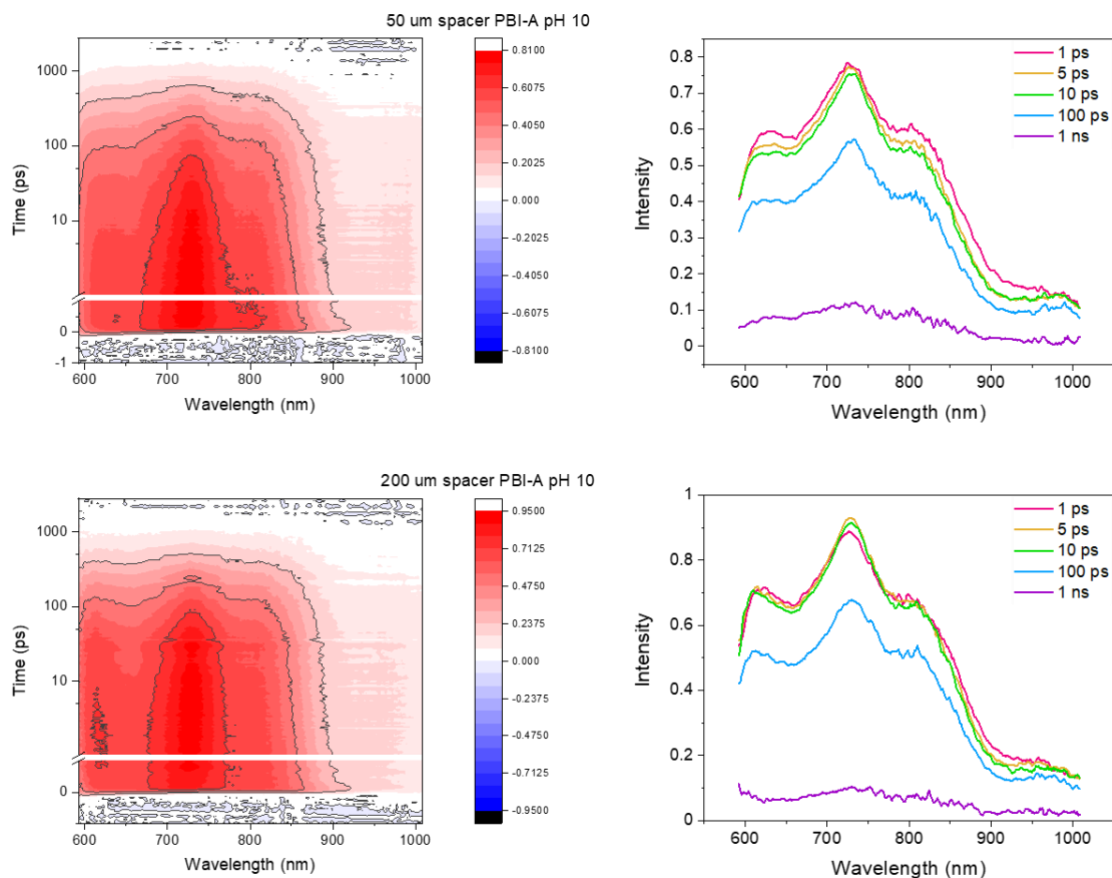 50 um spacer PBI-A pH 10
1000
100
10
0
-1
Time (ps)
600 700 800 900 1000
Wavelength (nm)
0.8100
0.6075
0.4050
0.2025
0.000
-0.2025
-0.4050
-0.6075
-0.8100
0.8
0.7
0.6
0.5
0.4
0.3
0.2
0.1
0
Intensity
1 ps
5 ps
10 ps
100 ps
1 ns
600 700 800 900 1000
Wavelength (nm)
200 um spacer PBI-A pH 10
1000
100
10
0
Time (ps)
600 700 800 900 1000
Wavelength (nm)
0.9500
0.7125
0.4750
0.2375
0.000
-0.2375
-0.4750
-0.7125
-0.9500
1
0.8
0.6
0.4
0.2
0
Intensity
1 ps
5 ps
10 ps
100 ps
1 ns
600 700 800 900 1000
Wavelength (nm)